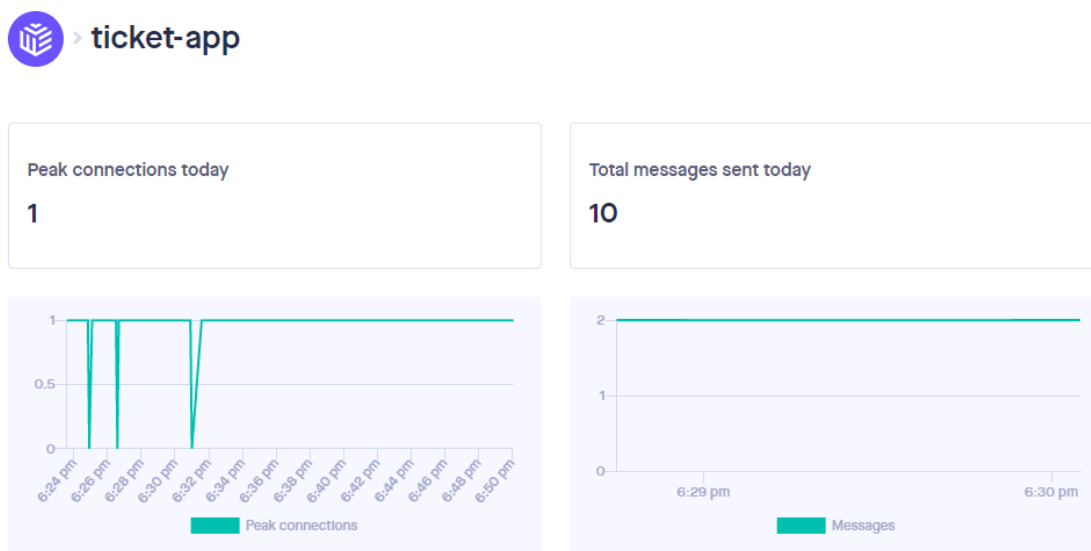 ticket-app
Peak connections today
1
Total messages sent today
10
1
0.5
0
6:24 pm
6:26 pm
6:28 pm
6:30 pm
6:32 pm
6:34 pm
6:36 pm
6:38 pm
6:40 pm
6:42 pm
6:44 pm
6:46 pm
6:48 pm
6:50 pm
Peak connections
2
1
0
6:29 pm
6:30 pm
Messages